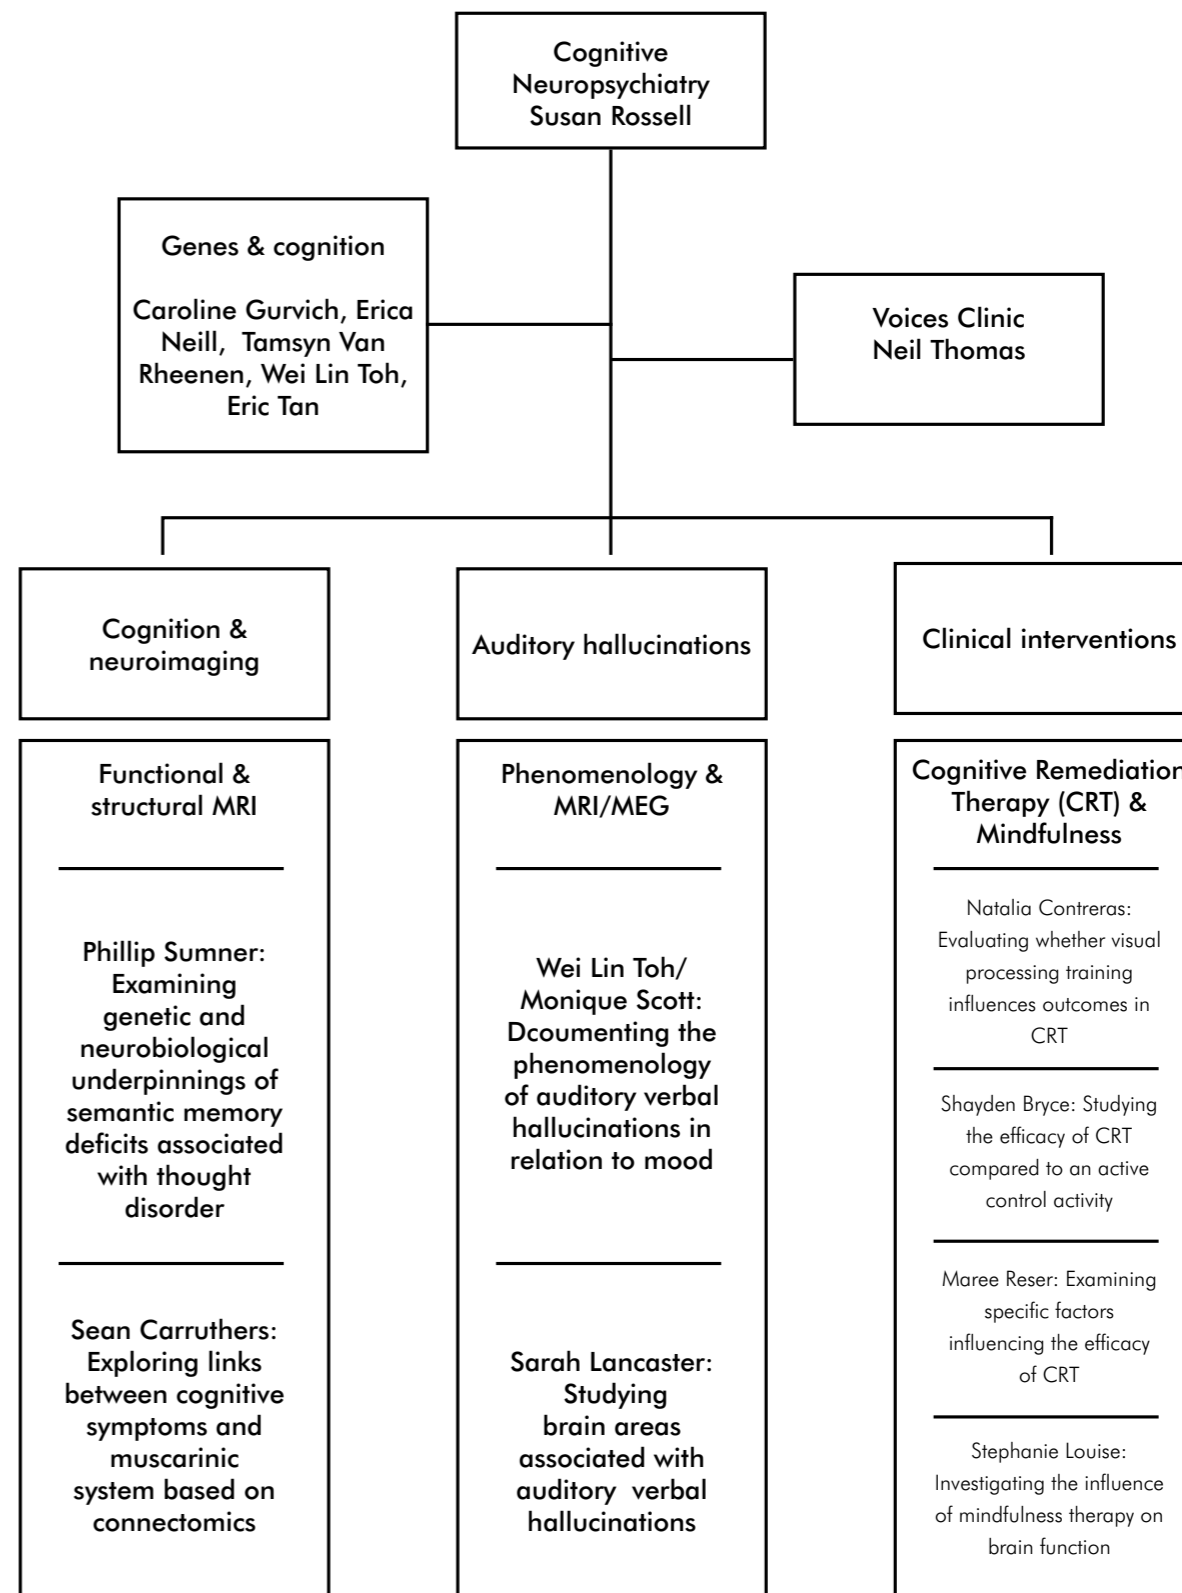 Cognitive
Neuropsychiatry
Susan Rossell
Genes & cognition
Caroline Gurvich, Erica
Neill, Tamsyn Van
Rheenen, Wei Lin Toh,
Eric Tan
Voices Clinic
Neil Thomas
Cognition &
neuroimaging
Auditory hallucinations
Clinical interventions
Functional &
structural MRI
Phillip Sumner:
Examining
genetic and
neurobiological
underpinnings of
semantic memory
deficits associated
with thought
disorder
Sean Carruthers:
Exploring links
between cognitive
symptoms and
muscarinic
system based on
connectomics
Phenomenology &
MRI/MEG
Wei Lin Toh/
Monique Scott:
Dcoumenting the
phenomenology
of auditory verbal
hallucinations in
relation to mood
Sarah Lancaster:
Studying
brain areas
associated with
auditory verbal
hallucinations
Cognitive Remediation
Therapy (CRT) &
Mindfulness
Natalia Contreras:
Evaluating whether visual
processing training
influences outcomes in
CRT
Shayden Bryce: Studying
the efficacy of CRT
compared to an active
control activity
Maree Reser: Examining
specific factors
influencing the efficacy
of CRT
Stephanie Louise:
Investigating the influence
of mindfulness therapy on
brain function